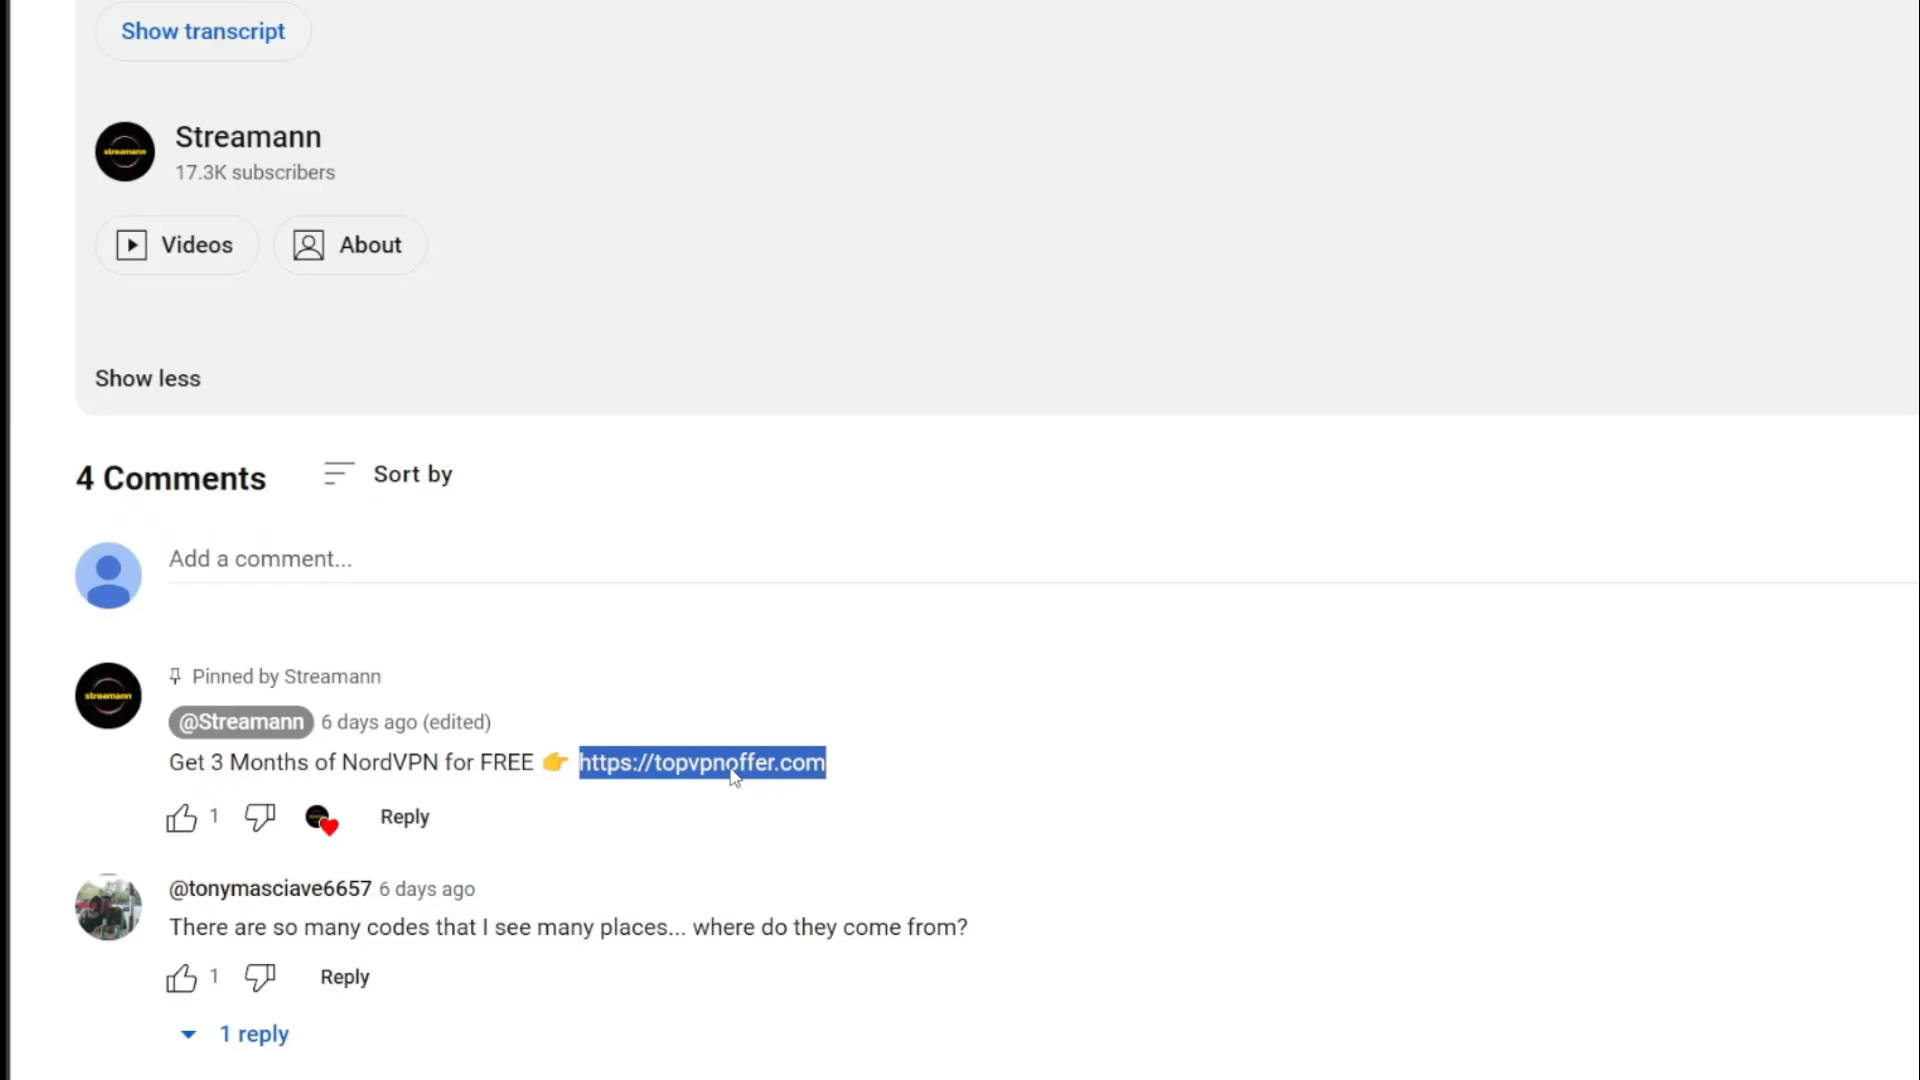 Show transcript
streamann
Streamann
17.3K subscribers
Videos
About
Show less
4 Comments
Sort by
Add a comment...
streamann
Pinned by Streamann
@Streamann 6 days ago (edited)
Get 3 Months of NordVPN for FREE 👉 https://topvpnoffer.com
1
Reply
@tonymasciave6657 6 days ago
There are so many codes that I see many places... where do they come from?
1
Reply
1 reply